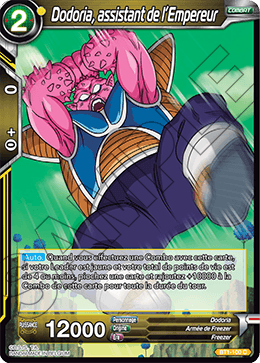 2
Dodoria, assistant de l'Empereur
COMBAT
0 + 0
Auto Quand vous effectuez une Combo avec cette carte,
si votre Leader est jaune et votre total de points de vie est
de 4 ou moins, piochez une carte et rajoutez +10000 à la
Combo de cette carte pour toute la durée du tour.
PUISSANCE
12000
Personnage
Dodoria
Origine
Armée de Freezer
Ère
Freezer
BT1-103 C